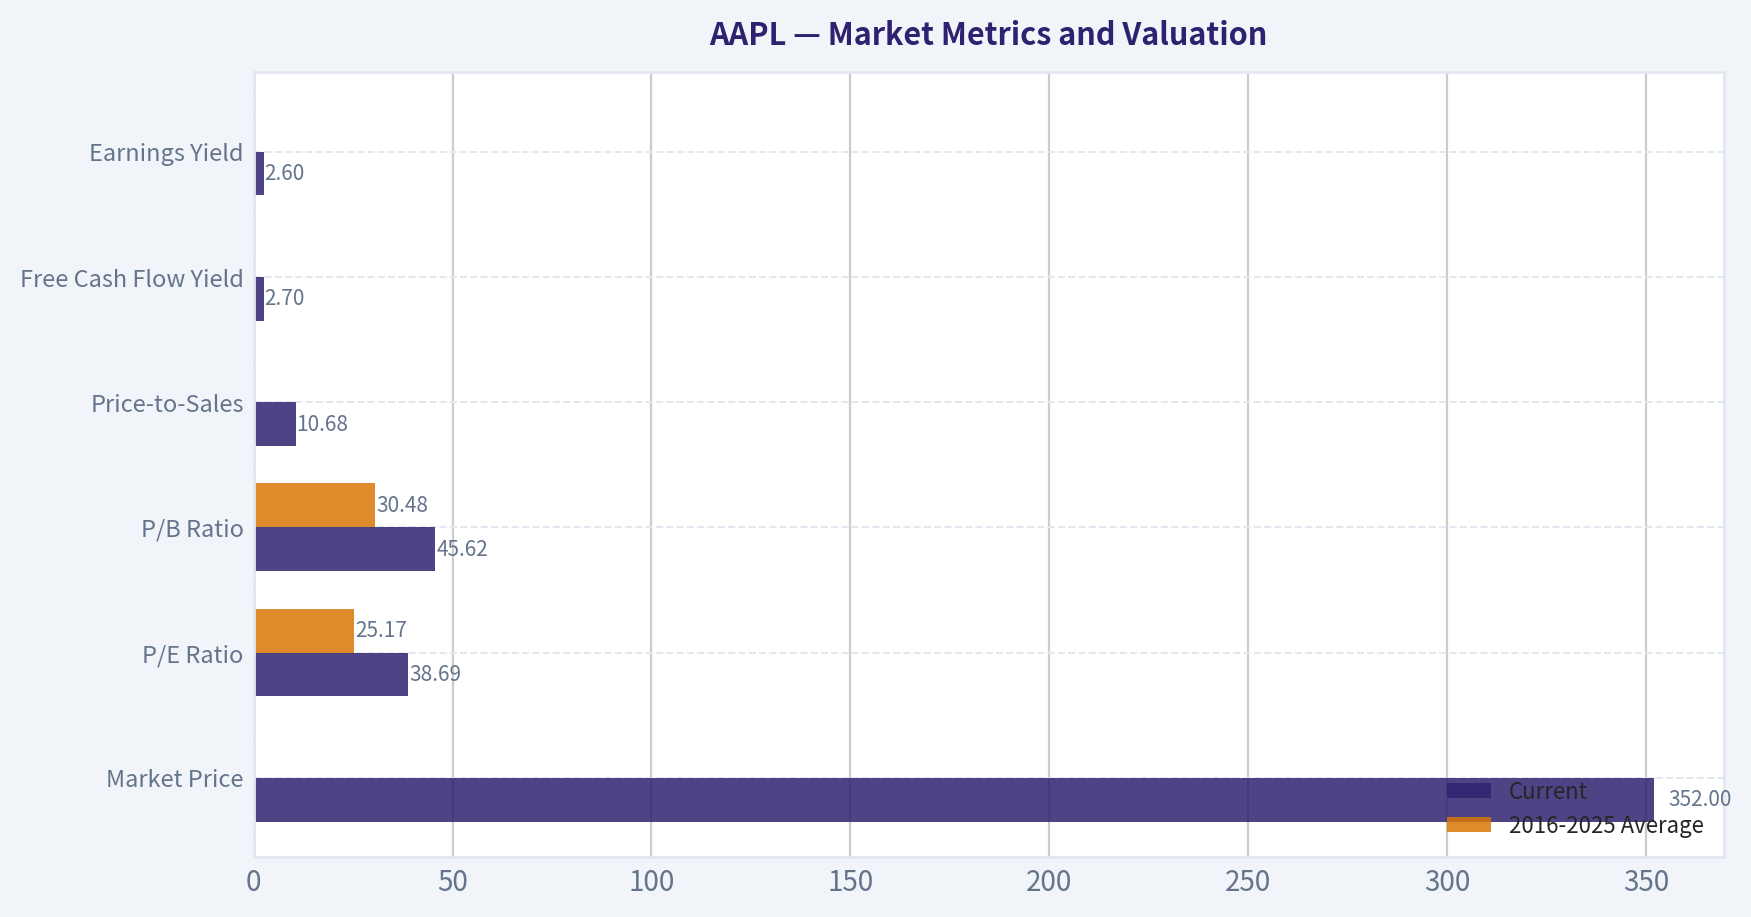 AAPL — Market Metrics and Valuation
Earnings Yield
2.60
Free Cash Flow Yield
2.70
Price-to-Sales
10.68
30.48
P/B Ratio
45.62
25.17
P/E Ratio
38.69
Market Price
352.00
Current
2016-2025 Average
0 50 100 150 200 250 300 350